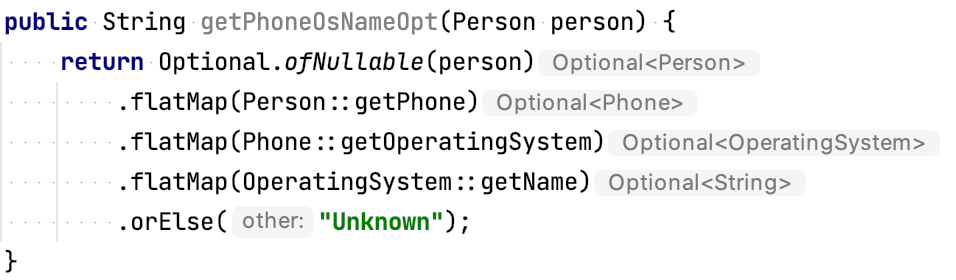 public String getPhoneOsNameOpt(Person person) {
return Optional.ofNullable(person) Optional<Person>
.flatMap(Person::getPhone) Optional<Phone>
.flatMap(Phone::getOperatingSystem) Optional<OperatingSystem>
.flatMap(OperatingSystem::getName) Optional<String>
.orElse( other: "Unknown");
}